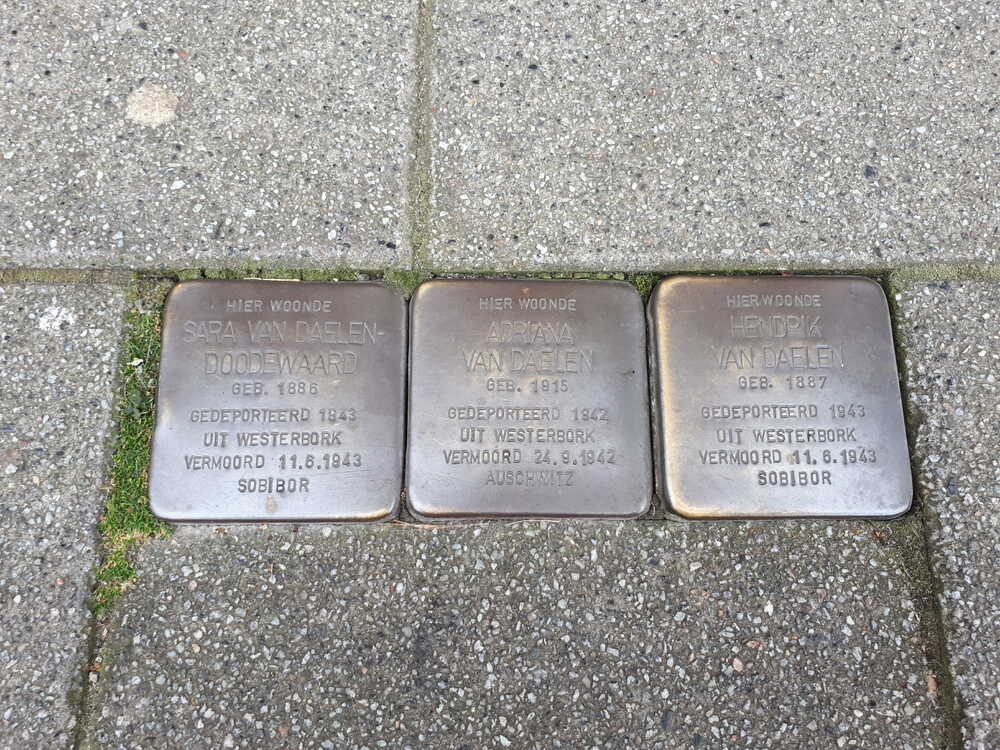 HIER WOONDE
SARA VAN DAELEN-
DOODEWAARD
GEB. 1886
GEDEPORTEERD 1943
UIT WESTERBORK
VERMOORD 11.6.1943
SOBIBOR
HIER WOONDE
ADRIANA
VAN DAELEN
GEB. 1915
GEDEPORTEERD 1942
UIT WESTERBORK
VERMOORD 24.9.1942
AUSCHWITZ
HIER WOONDE
HENDRIK
VAN DAELEN
GEB. 1887
GEDEPORTEERD 1943
UIT WESTERBORK
VERMOORD 11.6.1943
SOBIBOR